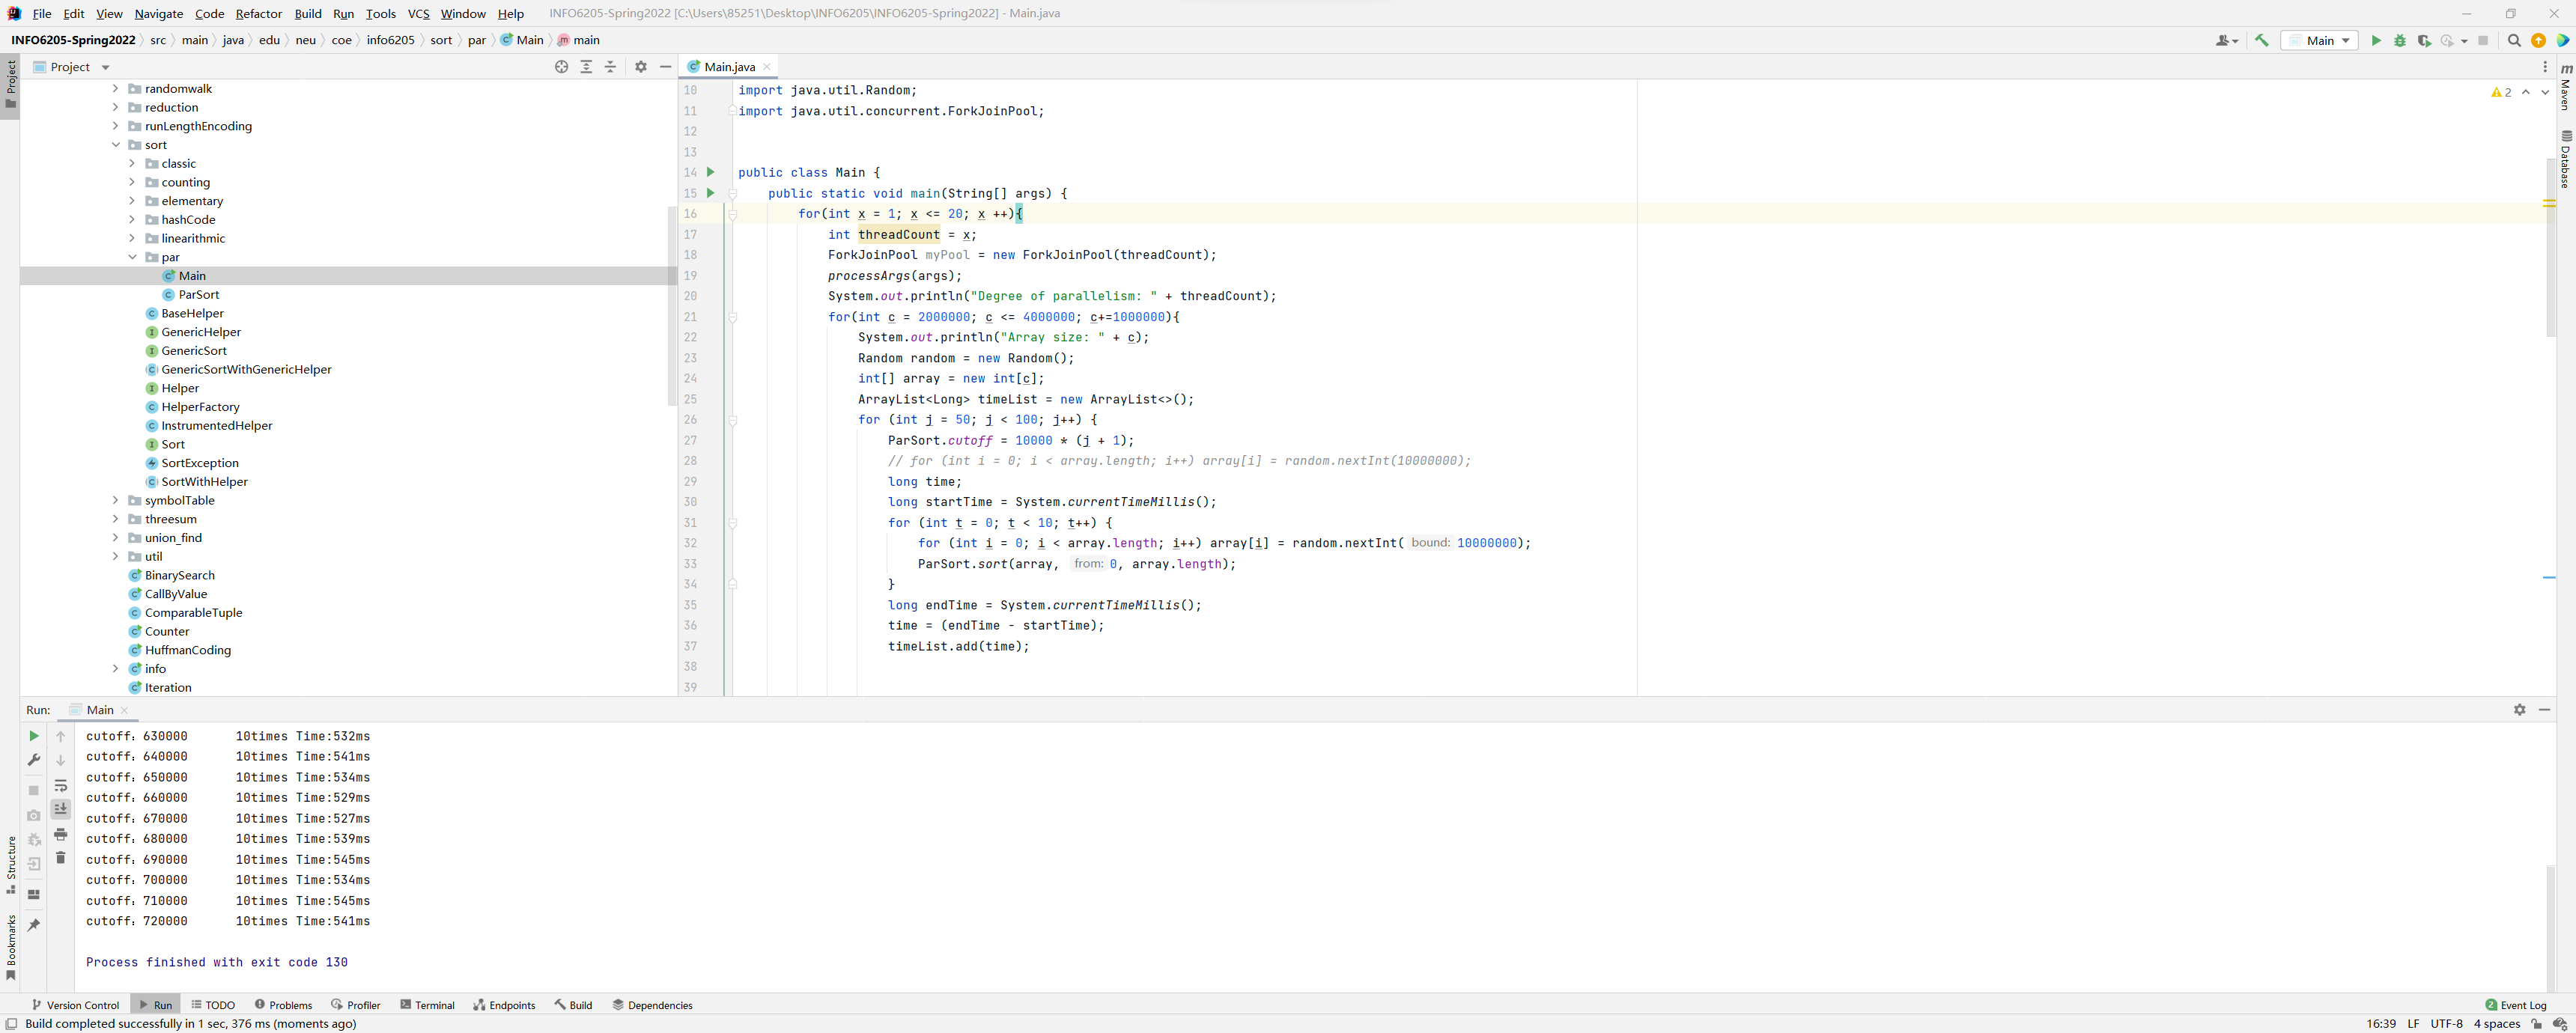 File Edit View Navigate Code Refactor Build Run Tools VCS Window Help INFO6205-Spring2022 [C:\Users\85251\Desktop\INFO6205\INFO6205-Spring2022] - Main.java
INFO6205-Spring2022 src main java edu neu coe info6205 sort par Main main
Main
Project
Main.java
Project
Structure
Bookmarks
randomwalk
reduction
runLengthEncoding
sort
classic
counting
elementary
hashCode
linearithmic
par
Main
ParSort
BaseHelper
GenericHelper
GenericSort
GenericSortWithGenericHelper
Helper
HelperFactory
InstrumentedHelper
Sort
SortException
SortWithHelper
symbolTable
threesum
union_find
util
BinarySearch
CallByValue
ComparableTuple
Counter
HuffmanCoding
info
Iteration
10 import java.util.Random;
11 import java.util.concurrent.ForkJoinPool;
12
13
14 public class Main {
15 public static void main(String[] args) {
16 for(int x = 1; x <= 20; x ++){
17 int threadCount = x;
18 ForkJoinPool myPool = new ForkJoinPool(threadCount);
19 processArgs(args);
20 System.out.println("Degree of parallelism: " + threadCount);
21 for(int c = 2000000; c <= 4000000; c+=1000000){
22 System.out.println("Array size: " + c);
23 Random random = new Random();
24 int[] array = new int[c];
25 ArrayList<Long> timeList = new ArrayList<>();
26 for (int j = 50; j < 100; j++) {
27 ParSort.cutoff = 10000 * (j + 1);
28 // for (int i = 0; i < array.length; i++) array[i] = random.nextInt(10000000);
29 long time;
30 long startTime = System.currentTimeMillis();
31 for (int t = 0; t < 10; t++) {
32 for (int i = 0; i < array.length; i++) array[i] = random.nextInt( bound: 10000000);
33 ParSort.sort(array, from: 0, array.length);
34 }
35 long endTime = System.currentTimeMillis();
36 time = (endTime - startTime);
37 timeList.add(time);
38
39
2
m Maven
Database
Run: Main
cutoff：630000 10times Time:532ms
cutoff：640000 10times Time:541ms
cutoff：650000 10times Time:534ms
cutoff：660000 10times Time:529ms
cutoff：670000 10times Time:527ms
cutoff：680000 10times Time:539ms
cutoff：690000 10times Time:545ms
cutoff：700000 10times Time:534ms
cutoff：710000 10times Time:545ms
cutoff：720000 10times Time:541ms
Process finished with exit code 130
Version Control Run TODO Problems Profiler Terminal Endpoints Build Dependencies 2 Event Log
Build completed successfully in 1 sec, 376 ms (moments ago) 16:39 LF UTF-8 4 spaces